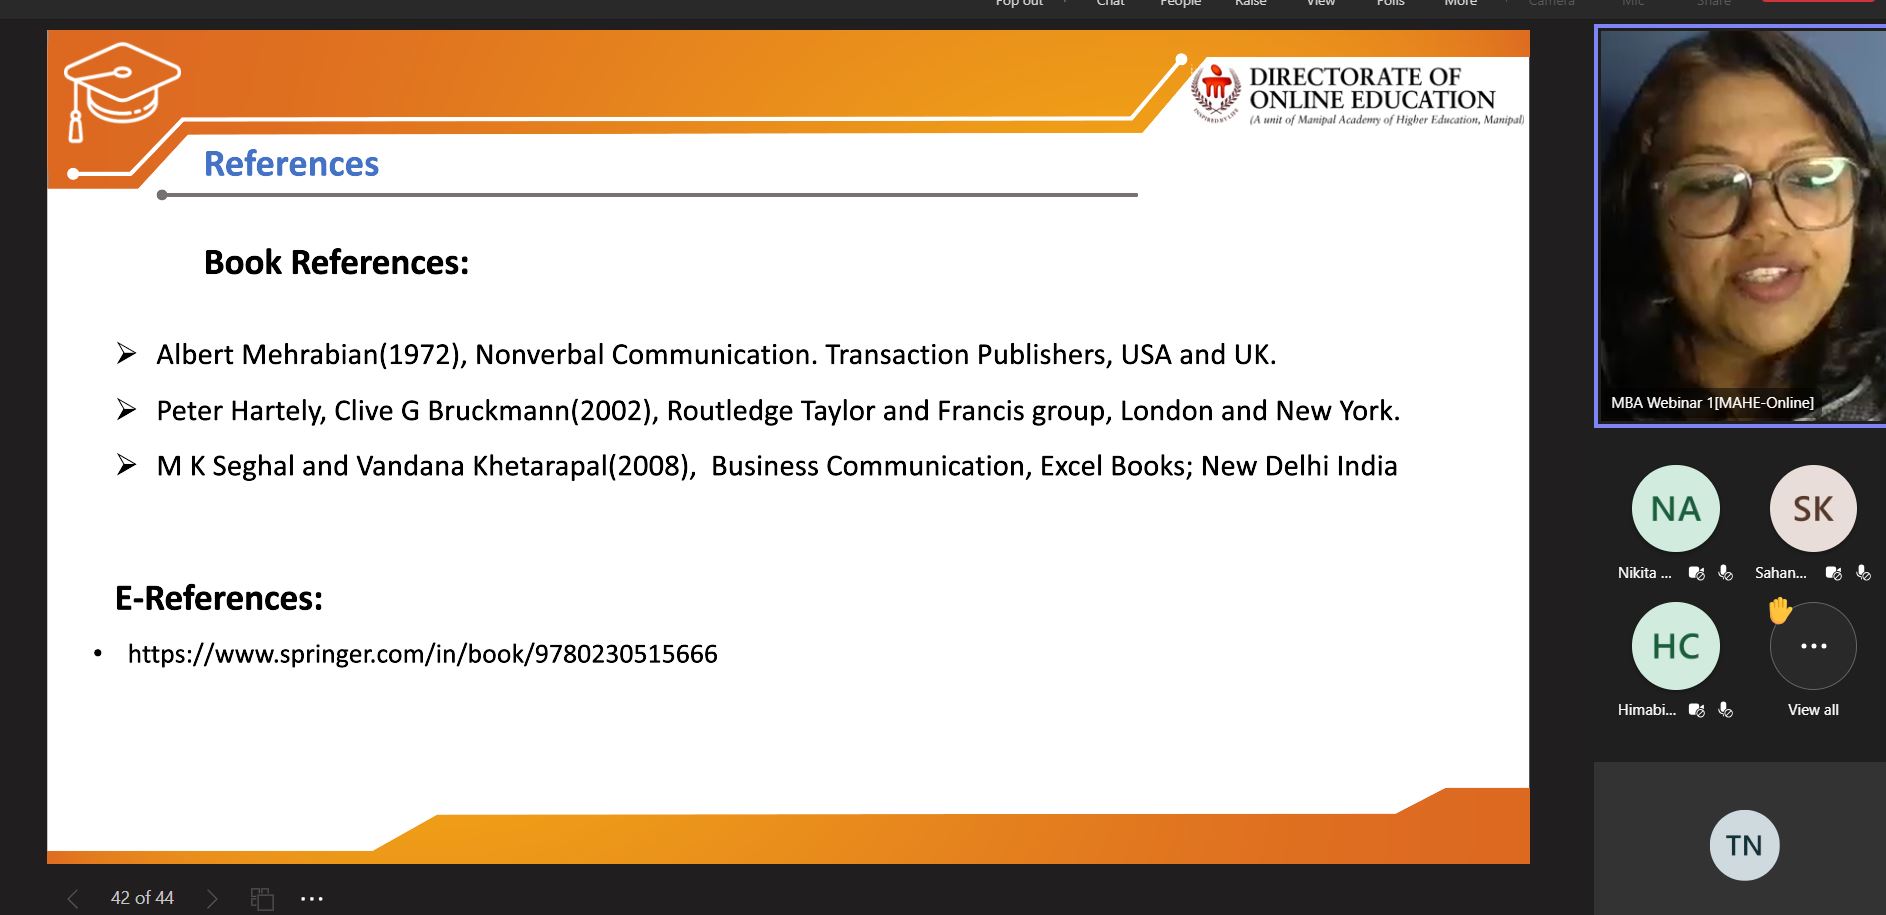 Pop out Chat People Raise View Polls More Camera Mic Share
DIRECTORATE OF
ONLINE EDUCATION
(A unit of Manipal Academy of Higher Education, Manipal)
INSPIRED BY LIFE
References
Book References:
➢ Albert Mehrabian(1972), Nonverbal Communication. Transaction Publishers, USA and UK.
➢ Peter Hartely, Clive G Bruckmann(2002), Routledge Taylor and Francis group, London and New York.
➢ M K Seghal and Vandana Khetarapal(2008), Business Communication, Excel Books; New Delhi India
E-References:
• https://www.springer.com/in/book/9780230515666
42 of 44
MBA Webinar 1[MAHE-Online]
NA SK
Nikita ... Sahan...
HC
Himabi... View all
TN